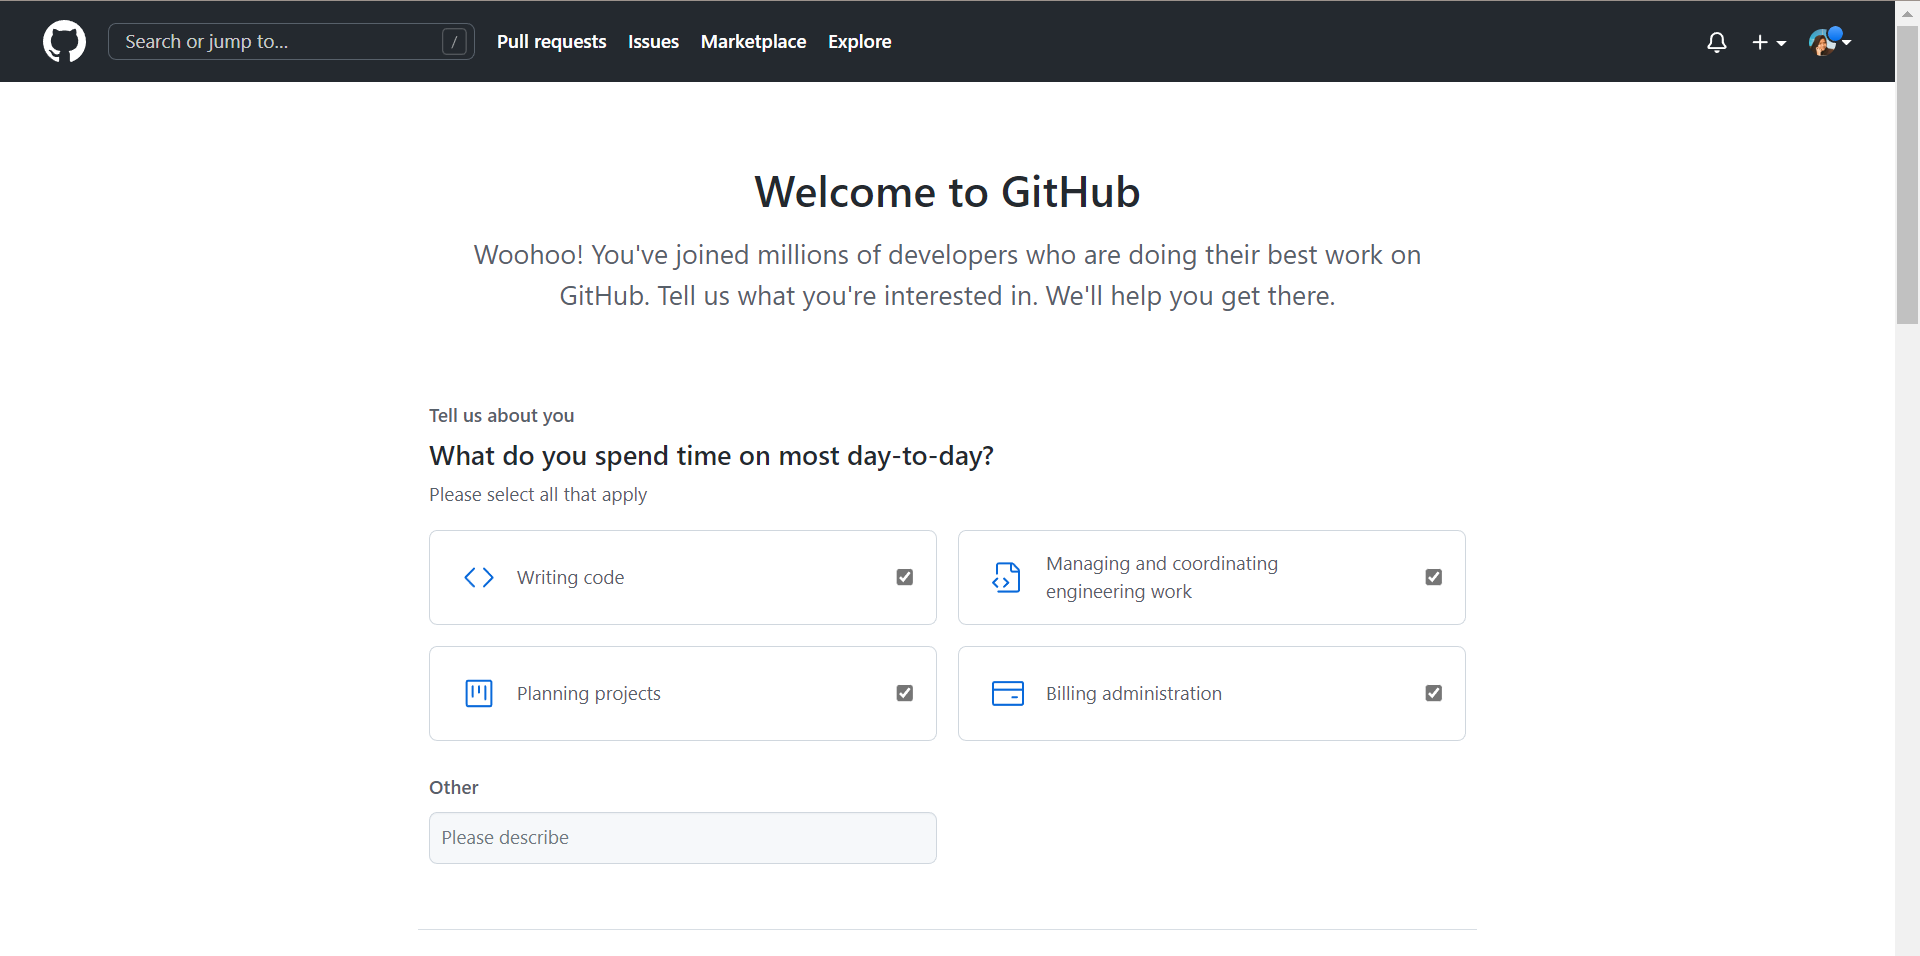 Search or jump to...
/
Pull requests
Issues
Marketplace
Explore
Welcome to GitHub
Woohoo! You've joined millions of developers who are doing their best work on
GitHub. Tell us what you're interested in. We'll help you get there.
Tell us about you
What do you spend time on most day-to-day?
Please select all that apply
Writing code
Managing and coordinating
engineering work
Planning projects
Billing administration
Other
Please describe